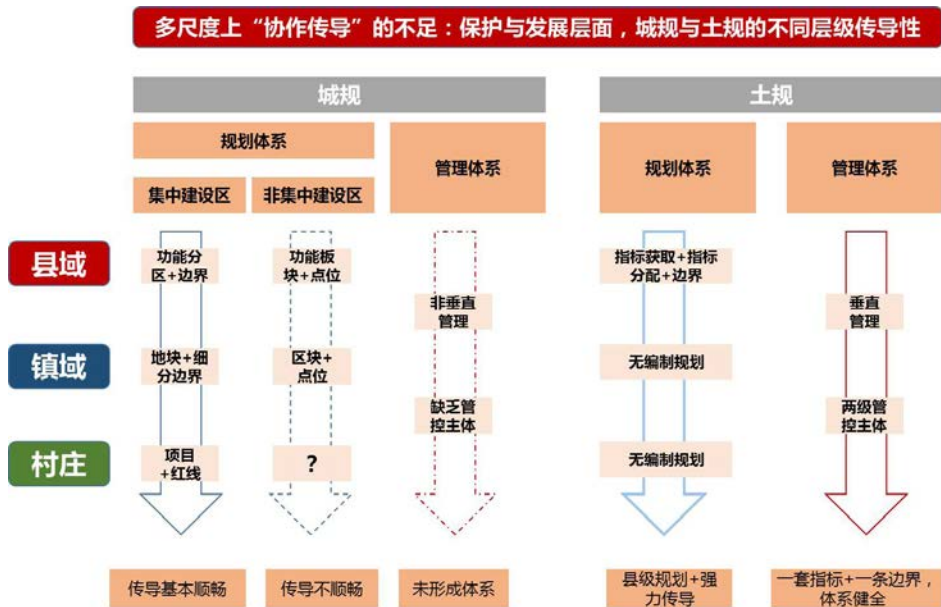 多尺度上“协作传导”的不足：保护与发展层面，城规与土规的不同层级传导性
城规
土规
规划体系
管理体系
规划体系
管理体系
集中建设区
非集中建设区
县域
功能分
区+边界
功能板
块+点位
指标获取+指标
分配+边界
非垂直
管理
垂直
管理
镇域
地块+细
分边界
区块+
点位
无编制规划
缺乏管
控主体
两级管
控主体
村庄
项目
+红线
？
无编制规划
传导基本顺畅
传导不顺畅
未形成体系
县级规划+强
力传导
一套指标+一条边界，
体系健全